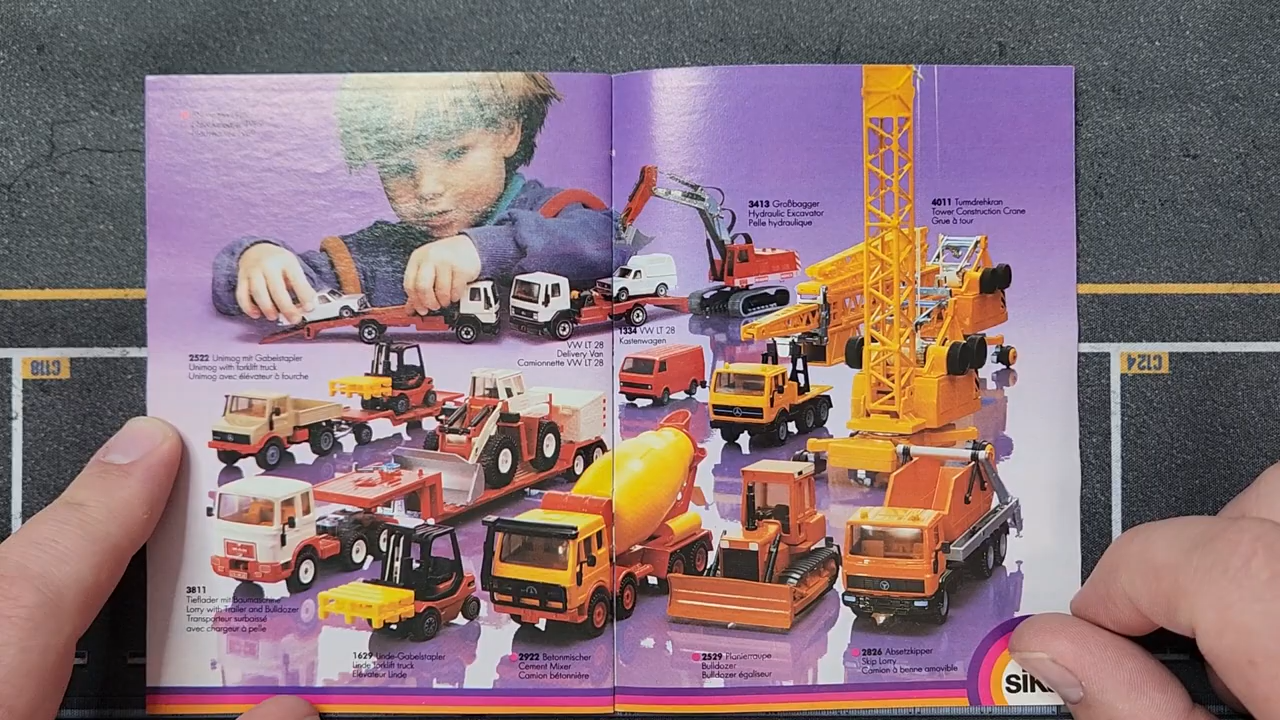 3413 Großbagger
Hydraulic Excavator
Pelle hydraulique
4011 Turmdrehkran
Tower Construction Crane
Grue à tour
1334 VW LT 28
Kastenwagen
VW LT 28
Delivery Van
Camionnette VW LT 28
2522 Unimog mit Gabelstapler
Unimog with forklift truck
Unimog avec élévateur à fourche
C118
C124
3811
Tieflader mit Baumaschine
Lorry with Trailer and Bulldozer
Transporteur surbaissé
avec chargeur à pelle
1629 Linde-Gabelstapler
Linde forklift truck
Elévateur Linde
2922 Betonmischer
Cement Mixer
Camion bétonnière
2529 Planierraupe
Bulldozer
Bulldozer égaliseur
2826 Absetzkipper
Skip Lorry
Camion à benne amovible